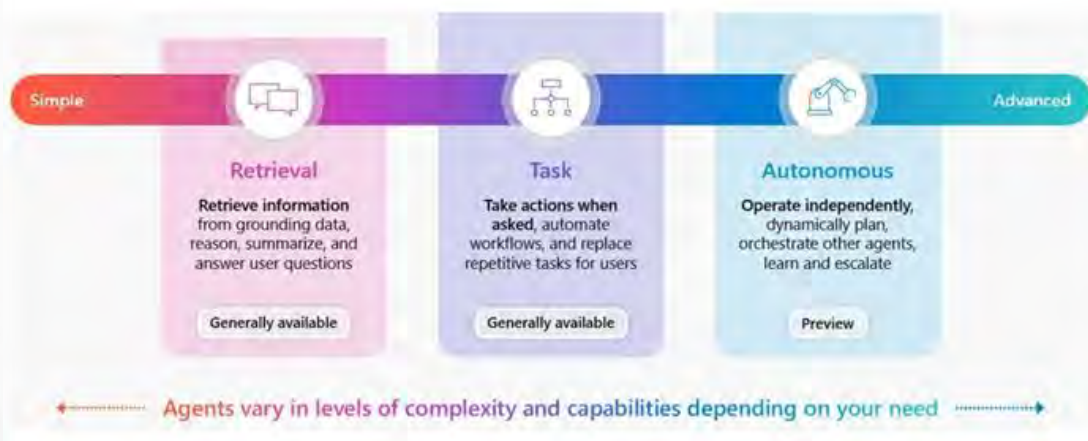 Simple
Advanced
Retrieval
Retrieve information
from grounding data,
reason, summarize, and
answer user questions
Generally available
Task
Take actions when
asked, automate
workflows, and replace
repetitive tasks for users
Generally available
Autonomous
Operate independently,
dynamically plan,
orchestrate other agents,
learn and escalate
Preview
Agents vary in levels of complexity and capabilities depending on your need